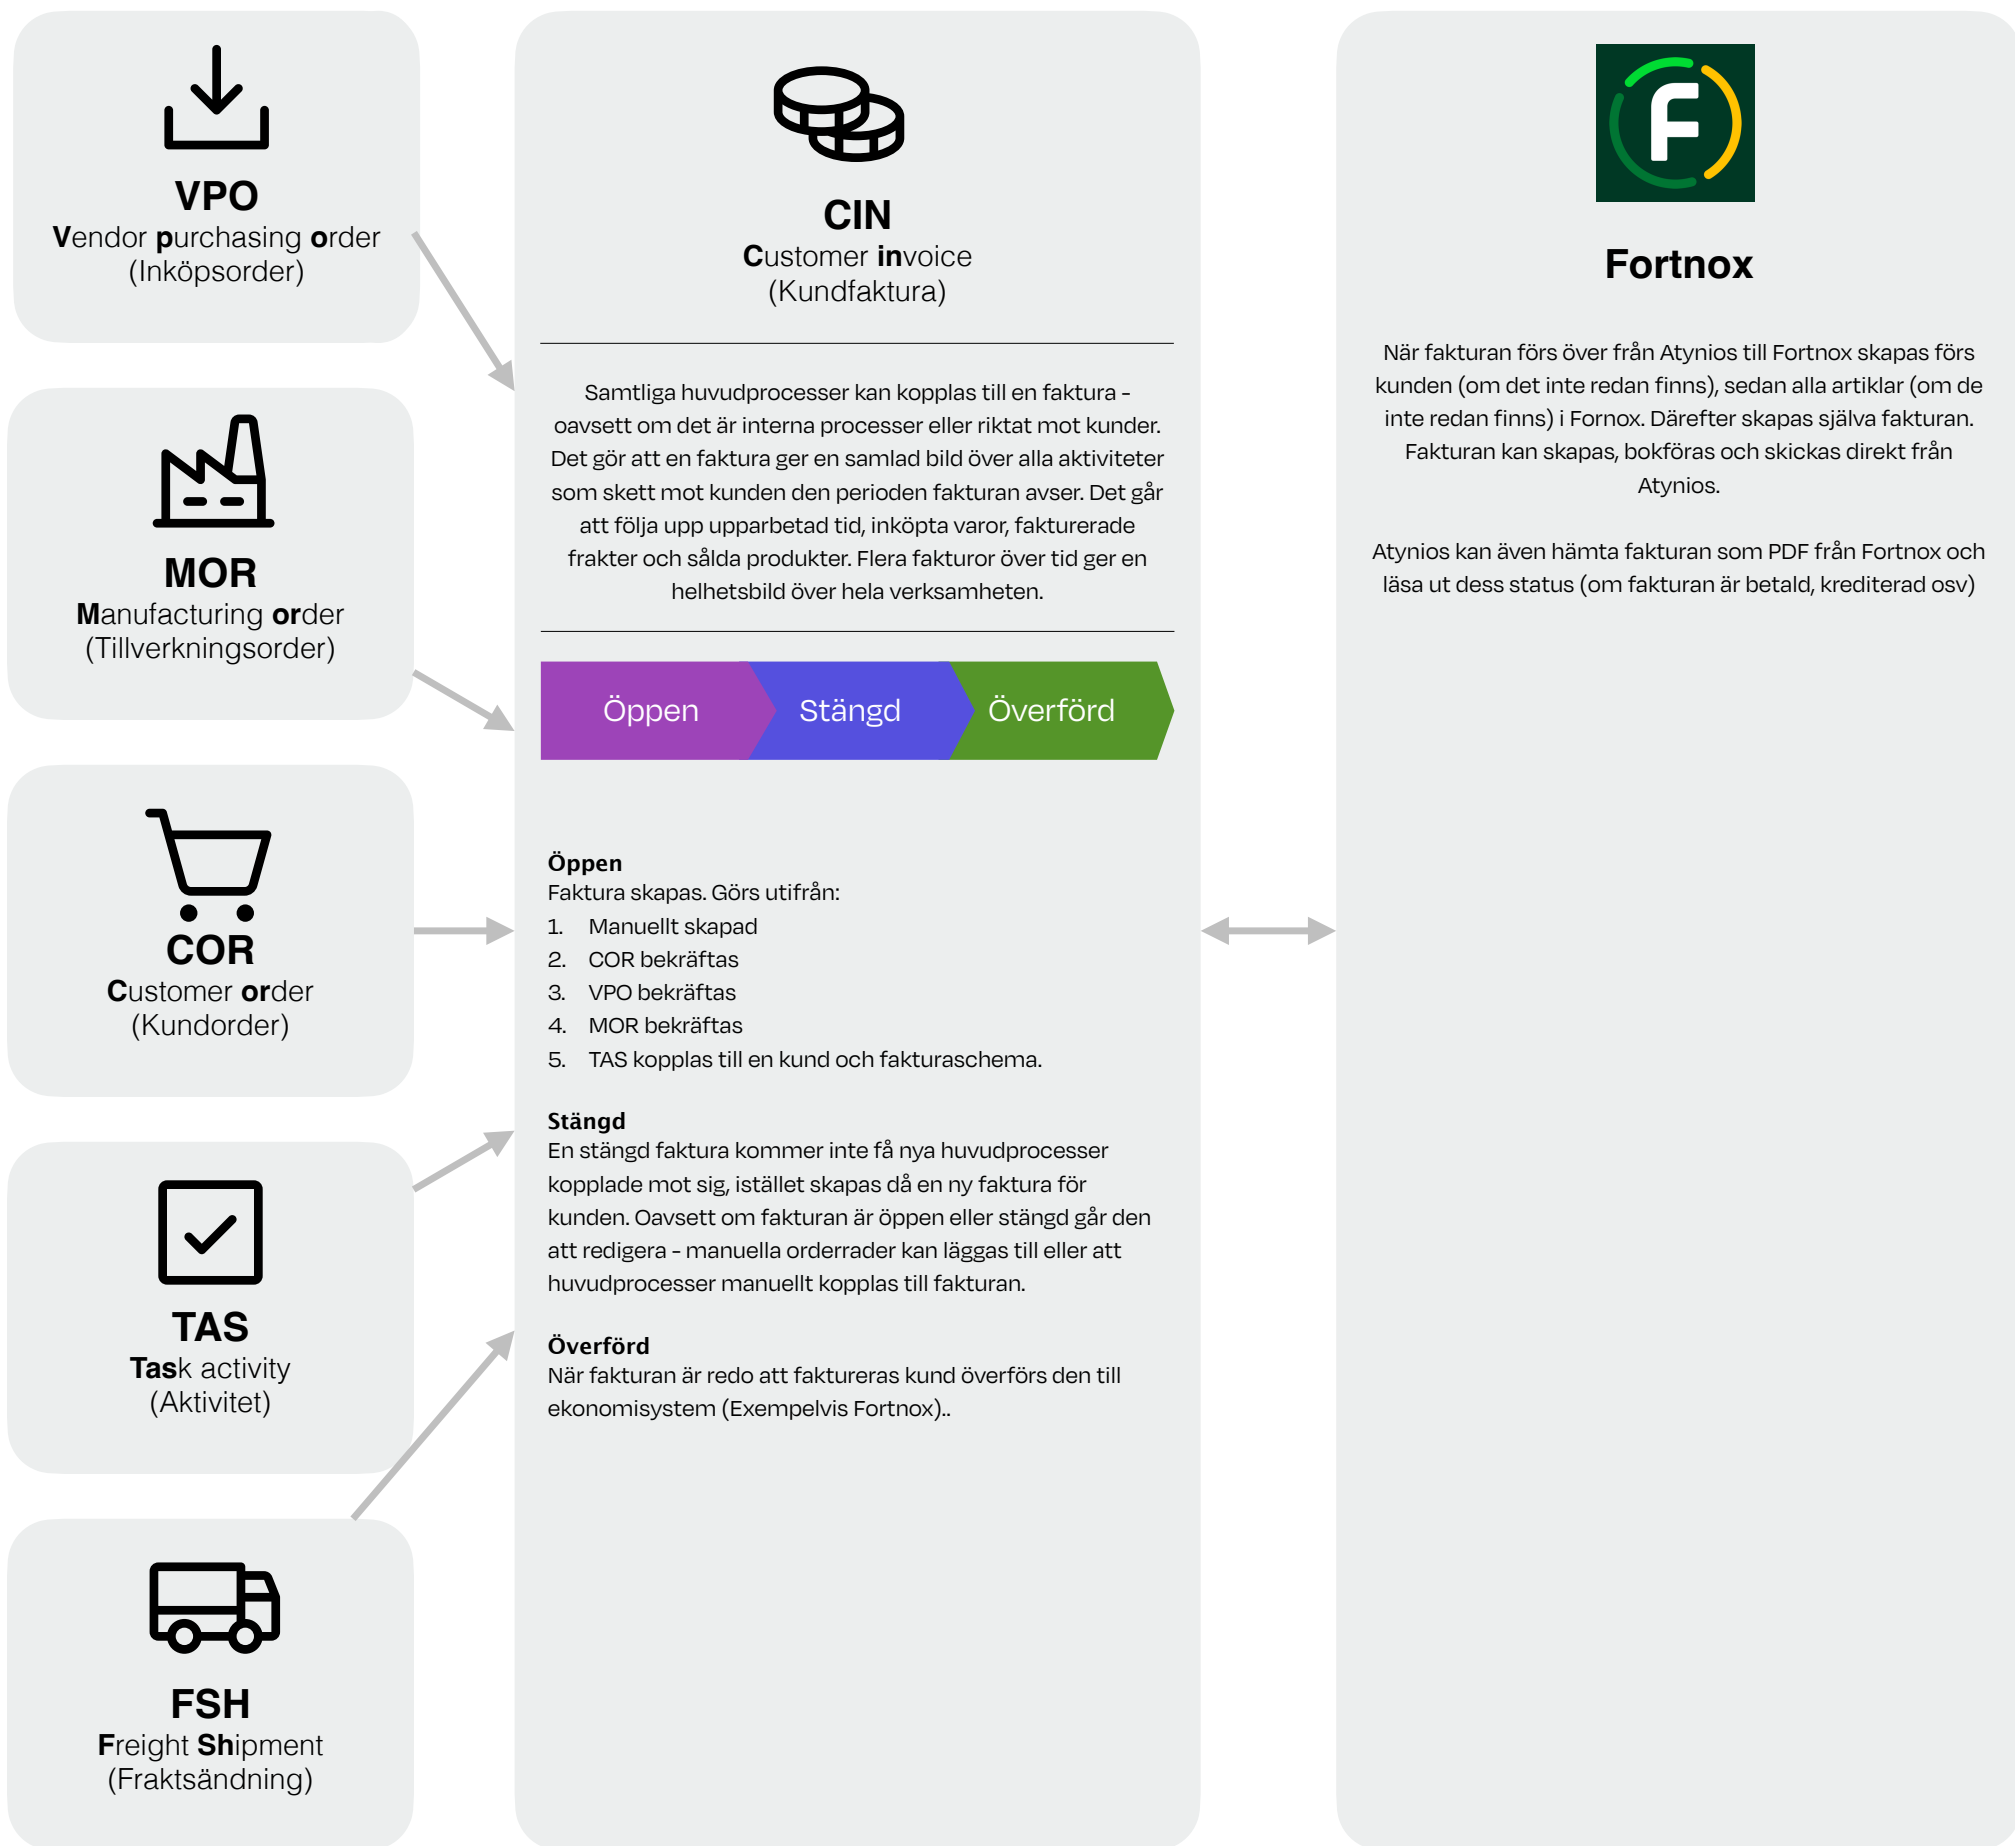 VPO
Vendor purchasing order
(Inköpsorder)
MOR
Manufacturing order
(Tillverkningsorder)
COR
Customer order
(Kundorder)
TAS
Task activity
(Aktivitet)
FSH
Freight Shipment
(Fraktsändning)
CIN
Customer invoice
(Kundfaktura)
Samtliga huvudprocesser kan kopplas till en faktura -
oavsett om det är interna processer eller riktat mot kunder.
Det gör att en faktura ger en samlad bild över alla aktiviteter
som skett mot kunden den perioden fakturan avser. Det går
att följa upp upparbetad tid, inköpta varor, fakturerade
frakter och sålda produkter. Flera fakturor över tid ger en
helhetsbild över hela verksamheten.
Öppen
Stängd
Överförd
Öppen
Faktura skapas. Görs utifrån:
1. Manuellt skapad
2. COR bekräftas
3. VPO bekräftas
4. MOR bekräftas
5. TAS kopplas till en kund och fakturaschema.
Stängd
En stängd faktura kommer inte få nya huvudprocesser
kopplade mot sig, istället skapas då en ny faktura för
kunden. Oavsett om fakturan är öppen eller stängd går den
att redigera - manuella orderrader kan läggas till eller att
huvudprocesser manuellt kopplas till fakturan.
Överförd
När fakturan är redo att faktureras kund överförs den till
ekonomisystem (Exempelvis Fortnox)..
F
Fortnox
När fakturan förs över från Atynios till Fortnox skapas förs
kunden (om det inte redan finns), sedan alla artiklar (om de
inte redan finns) i Fornox. Därefter skapas själva fakturan.
Fakturan kan skapas, bokföras och skickas direkt från
Atynios.
Atynios kan även hämta fakturan som PDF från Fortnox och
läsa ut dess status (om fakturan är betald, krediterad osv)